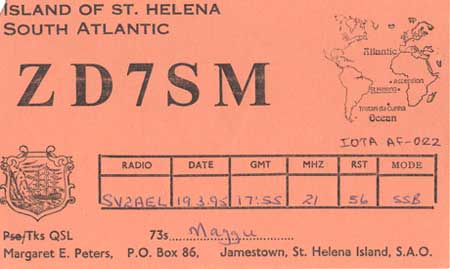 ISLAND OF ST. HELENA
SOUTH ATLANTIC
ZD7SM
Atlantic
Ascension
St. Helena
Tristan da Cunha
Ocean
IOTA AF-022
RADIO DATE GMT MHZ RST MODE
SV2AEL 19.3.95 17:55 21 56 SSB
Pse/Tks QSL 73s Maggie
Margaret E. Peters, P.O. Box 86, Jamestown, St. Helena Island, S.A.O.